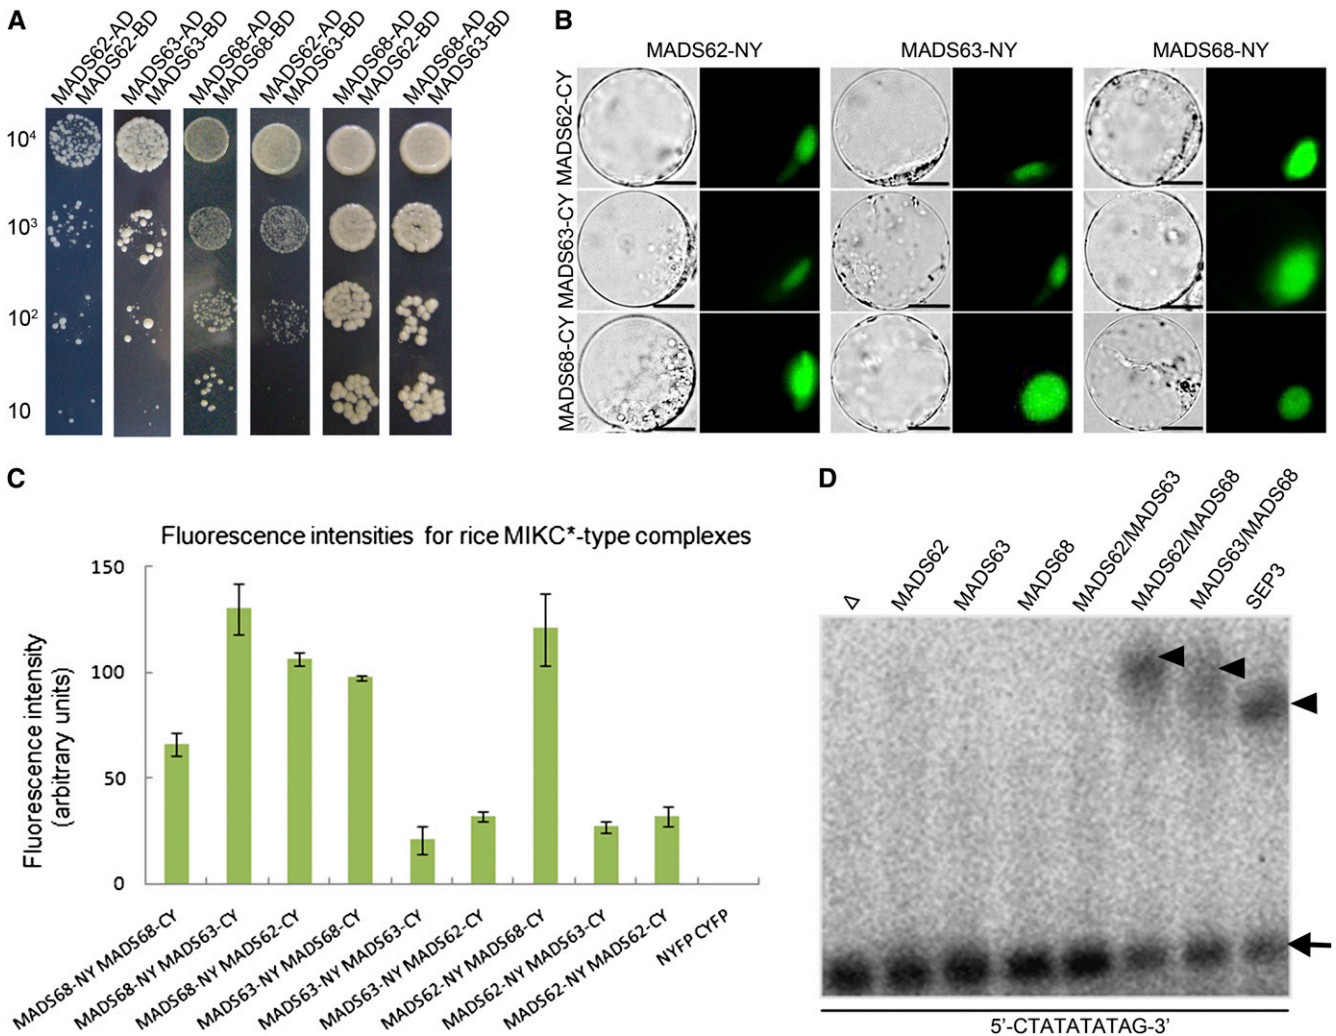 A
MADS62-AD
MADS62-BD
MADS63-AD
MADS63-BD
MADS68-AD
MADS68-BD
MADS62-AD
MADS63-BD
MADS68-AD
MADS62-BD
MADS68-AD
MADS63-BD
10⁴
10³
10²
10
B
MADS62-NY
MADS63-NY
MADS68-NY
MADS62-CY
MADS63-CY
MADS68-CY
C
Fluorescence intensities for rice MIKC*-type complexes
Fluorescence intensity
(arbitrary units)
150
100
50
0
MADS68-NY MADS68-CY
MADS68-NY MADS63-CY
MADS68-NY MADS62-CY
MADS63-NY MADS68-CY
MADS63-NY MADS63-CY
MADS63-NY MADS62-CY
MADS62-NY MADS68-CY
MADS62-NY MADS63-CY
MADS62-NY MADS62-CY
NYFP CYFP
D
Δ
MADS62
MADS63
MADS68
MADS62/MADS63
MADS62/MADS68
MADS63/MADS68
SEP3
5’-CTATATATAG-3’